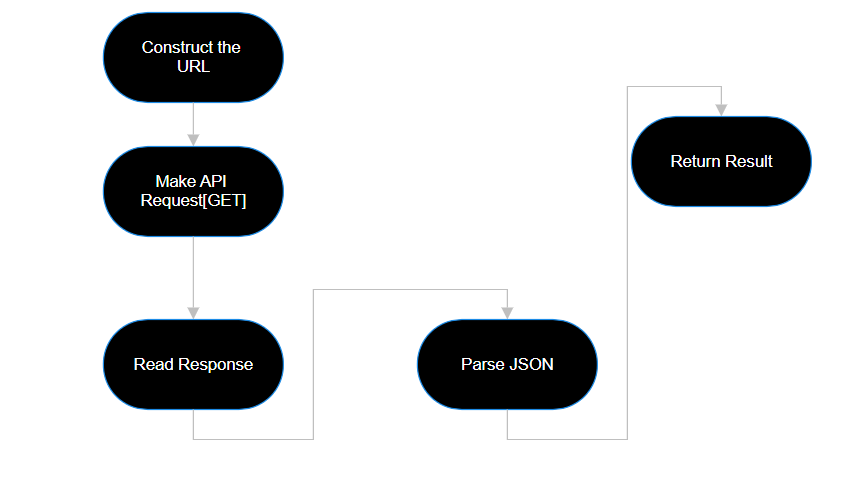 Construct the
URL
Make API
Request[GET]
Read Response
Parse JSON
Return Result